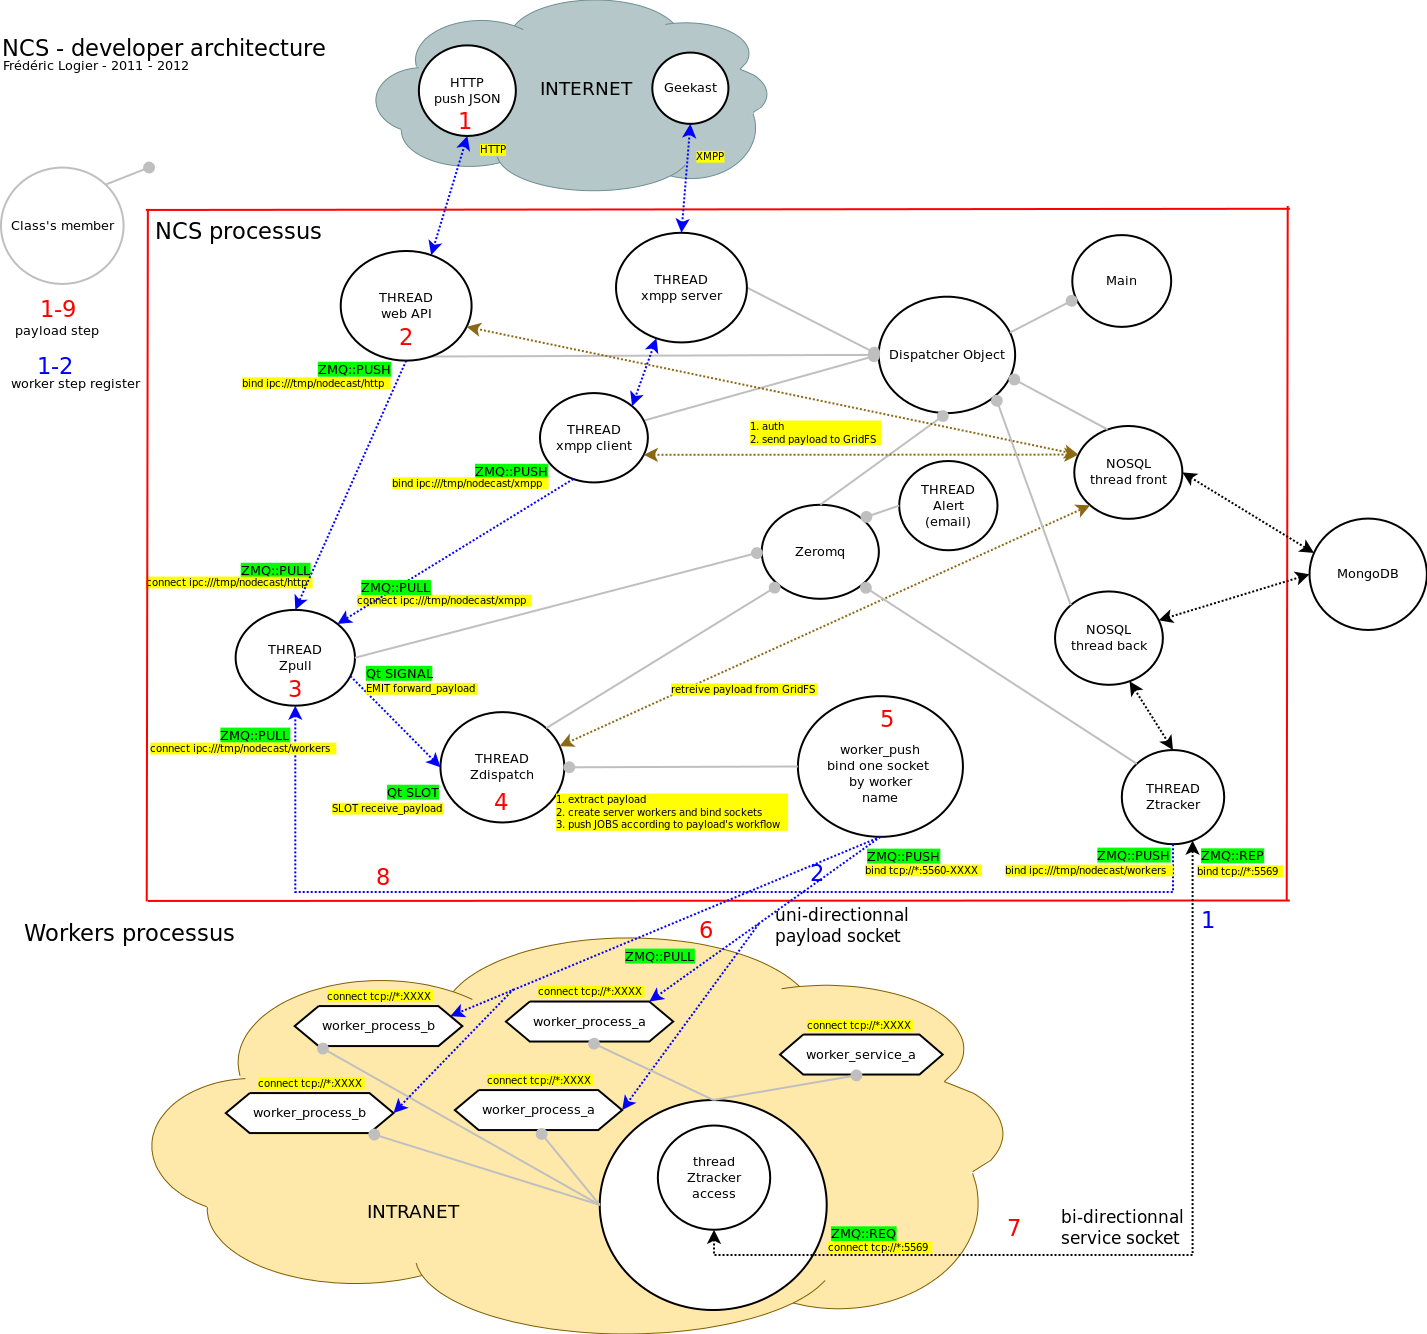 NCS - developer architecture
Frédéric Logier - 2011 - 2012
HTTP
push JSON
1
INTERNET
Geekast
HTTP
XMPP
Class's member
1-9
payload step
1-2
worker step register
NCS processus
THREAD
web API
2
THREAD
xmpp server
Main
Dispatcher Object
ZMQ::PUSH
bind ipc:///tmp/nodecast/http
THREAD
xmpp client
1. auth
2. send payload to GridFS
ZMQ::PUSH
bind ipc:///tmp/nodecast/xmpp
NOSQL
thread front
THREAD
Alert
(email)
Zeromq
MongoDB
ZMQ::PULL
connect ipc:///tmp/nodecast/http
ZMQ::PULL
connect ipc:///tmp/nodecast/xmpp
NOSQL
thread back
THREAD
Zpull
3
Qt SIGNAL
EMIT forward_payload
retreive payload from GridFS
ZMQ::PULL
connect ipc:///tmp/nodecast/workers
THREAD
Zdispatch
4
5
worker_push
bind one socket
by worker
name
THREAD
Ztracker
Qt SLOT
SLOT receive_payload
1. extract payload
2. create server workers and bind sockets
3. push JOBS according to payload's workflow
ZMQ::PUSH
bind tcp://*:5560-XXXX
ZMQ::PUSH
bind ipc:///tmp/nodecast/workers
ZMQ::REP
bind tcp://*:5569
8
2
1
Workers processus
6
uni-directionnal
payload socket
ZMQ::PULL
connect tcp://*:XXXX
worker_process_b
connect tcp://*:XXXX
worker_process_a
connect tcp://*:XXXX
worker_service_a
connect tcp://*:XXXX
worker_process_b
connect tcp://*:XXXX
worker_process_a
thread
Ztracker
access
INTRANET
ZMQ::REQ
connect tcp://*:5569
7
bi-directionnal
service socket